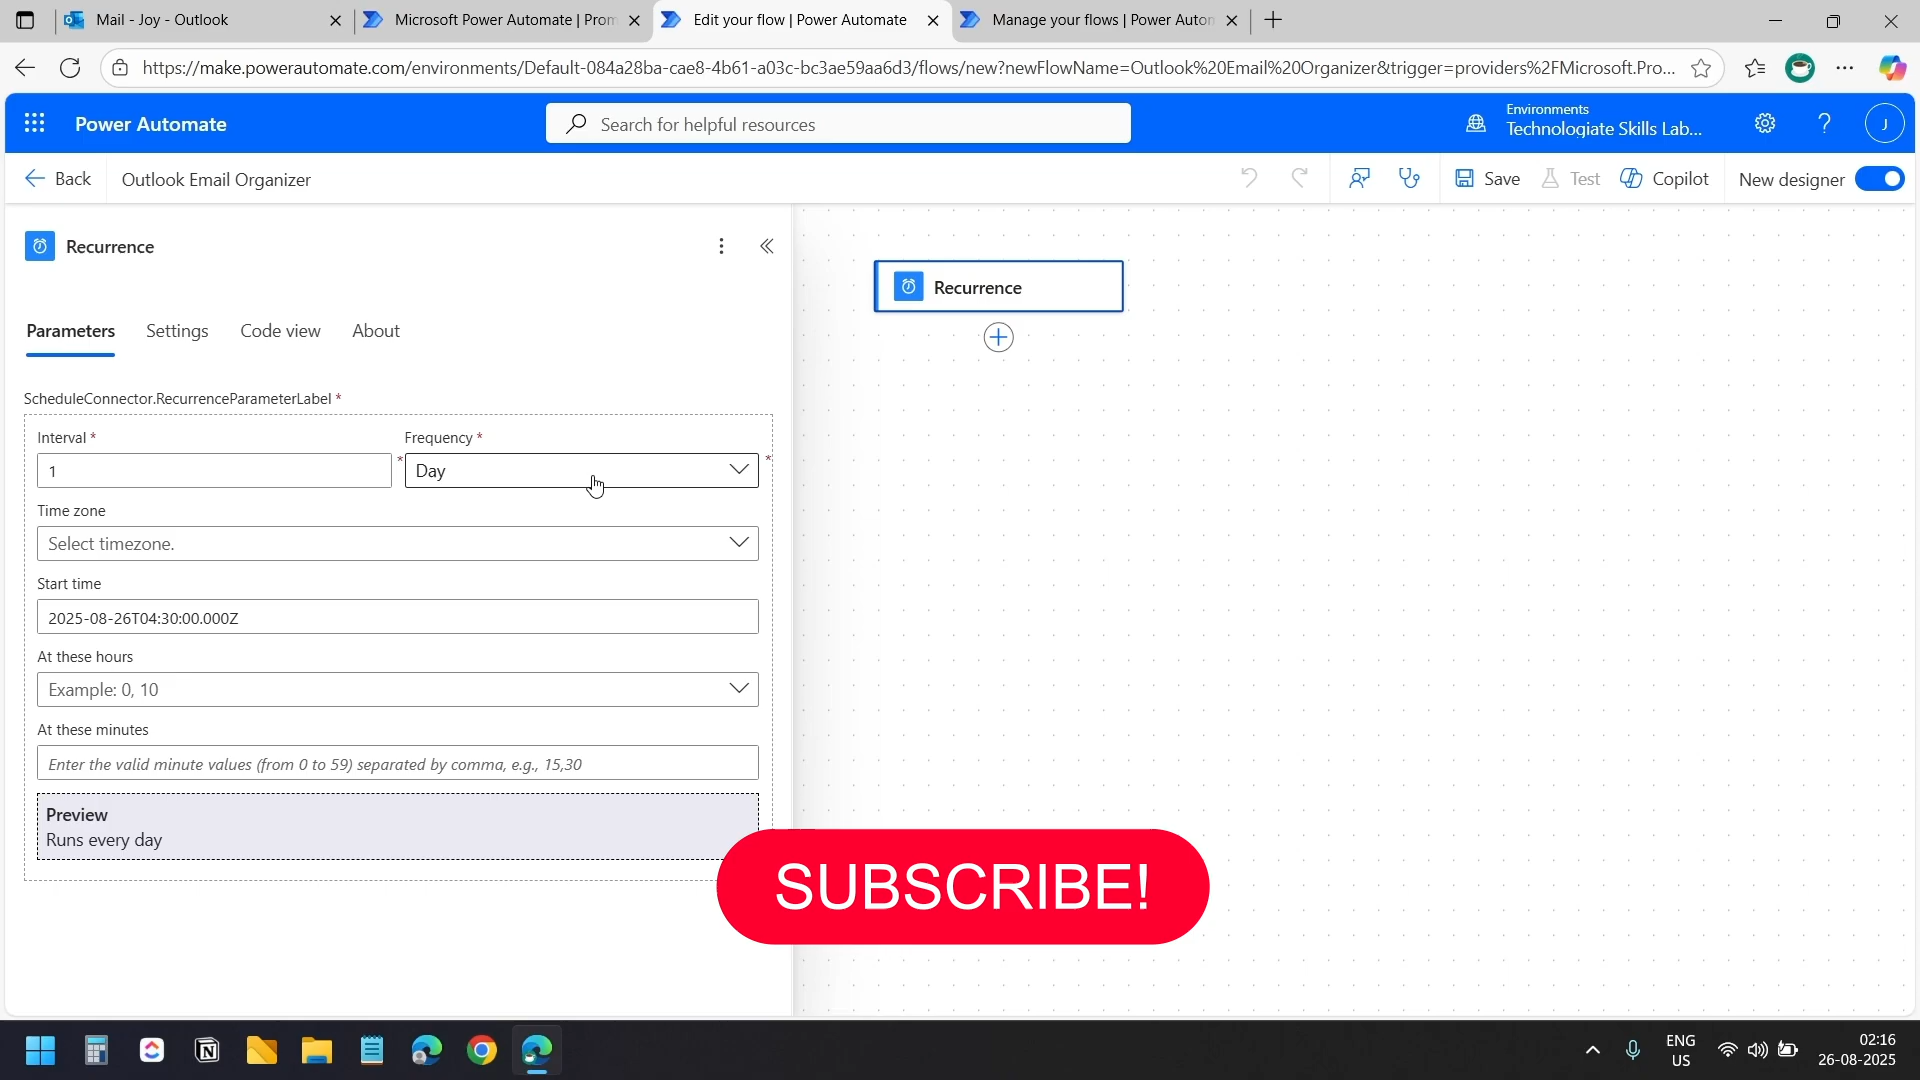 Mail - Joy - Outlook
Microsoft Power Automate | Pron
Edit your flow | Power Automate
Manage your flows | Power Auton
https://make.powerautomate.com/environments/Default-084a28ba-cae8-4b61-a03c-bc3ae59aa6d3/flows/new?newFlowName=Outlook%20Email%20Organizer&trigger=providers%2FMicrosoft.Pro...
Power Automate
Search for helpful resources
Environments
Technologiate Skills Lab...
J
Back
Outlook Email Organizer
Save
Test
Copilot
New designer
Recurrence
Recurrence
Parameters
Settings
Code view
About
ScheduleConnector.RecurrenceParameterLabel *
Interval *
Frequency *
1
*
Day
*
Time zone
Select timezone.
Start time
2025-08-26T04:30:00.000Z
At these hours
Example: 0, 10
At these minutes
Enter the valid minute values (from 0 to 59) separated by comma, e.g., 15,30
Preview
Runs every day
SUBSCRIBE!
ENG
US
02:16
26-08-2025